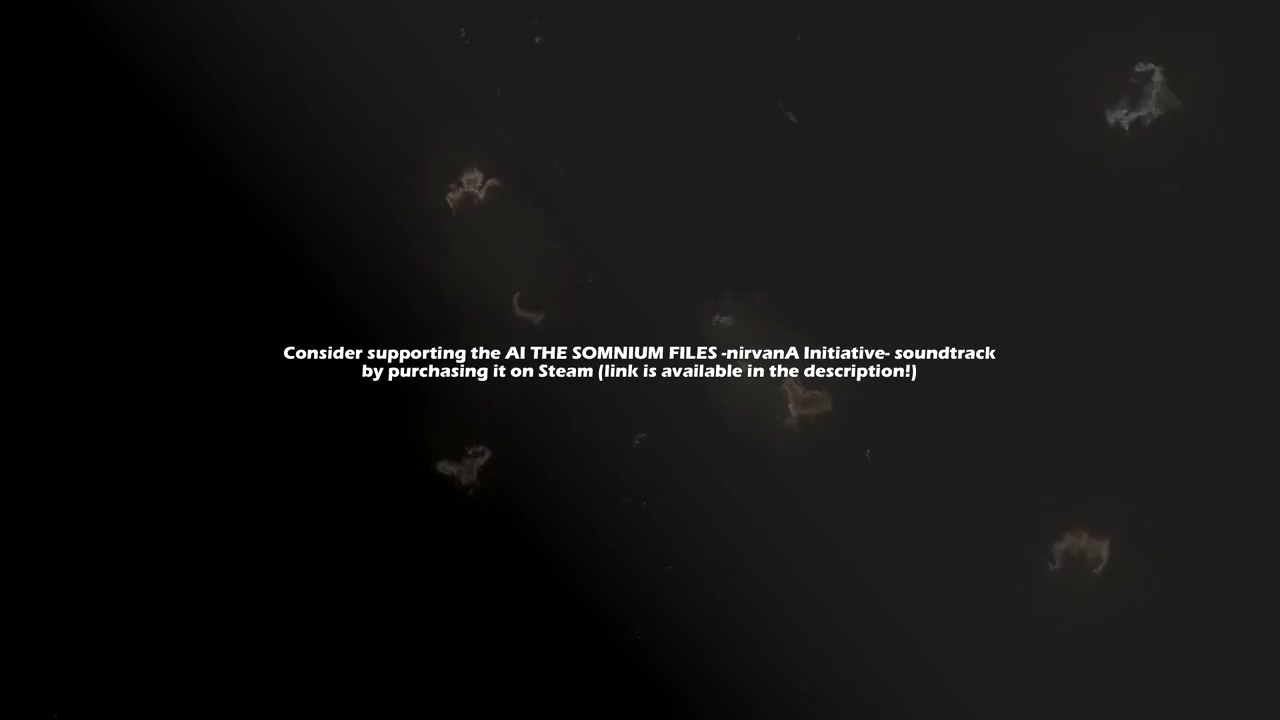 Consider supporting the AI THE SOMNIUM FILES -nirvanA Initiative- soundtrack
by purchasing it on Steam (link is available in the description!)